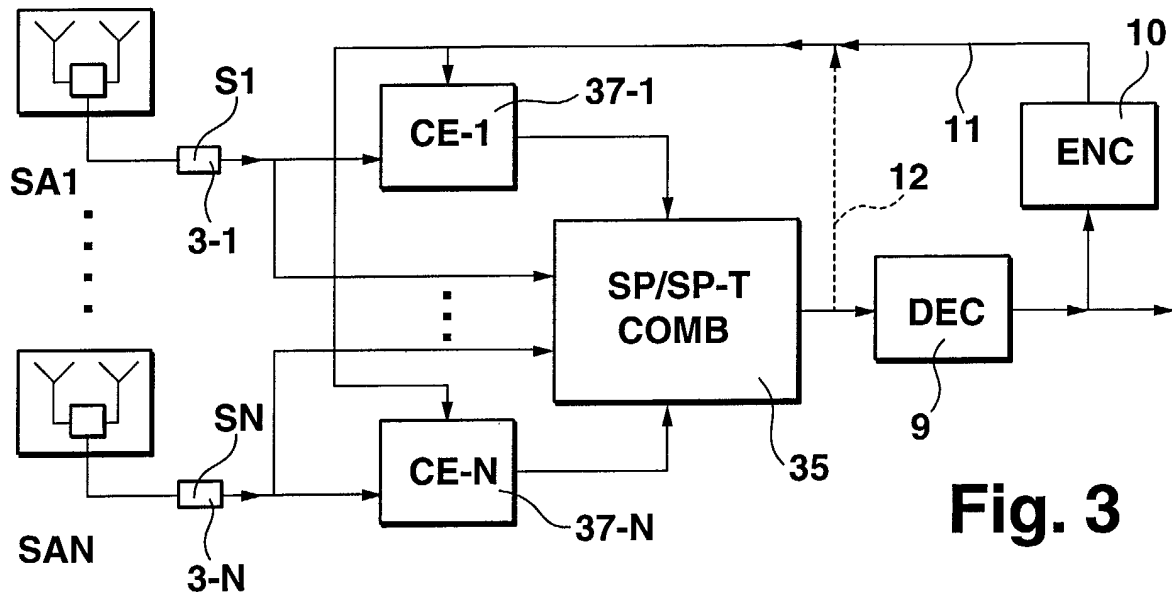 10
S1
37-1
11
CE-1
ENC
SA1
12
3-1
SP/SP-T
COMB
DEC
SN
9
CE-N
35
37-N
Fig. 3
SAN
3-N